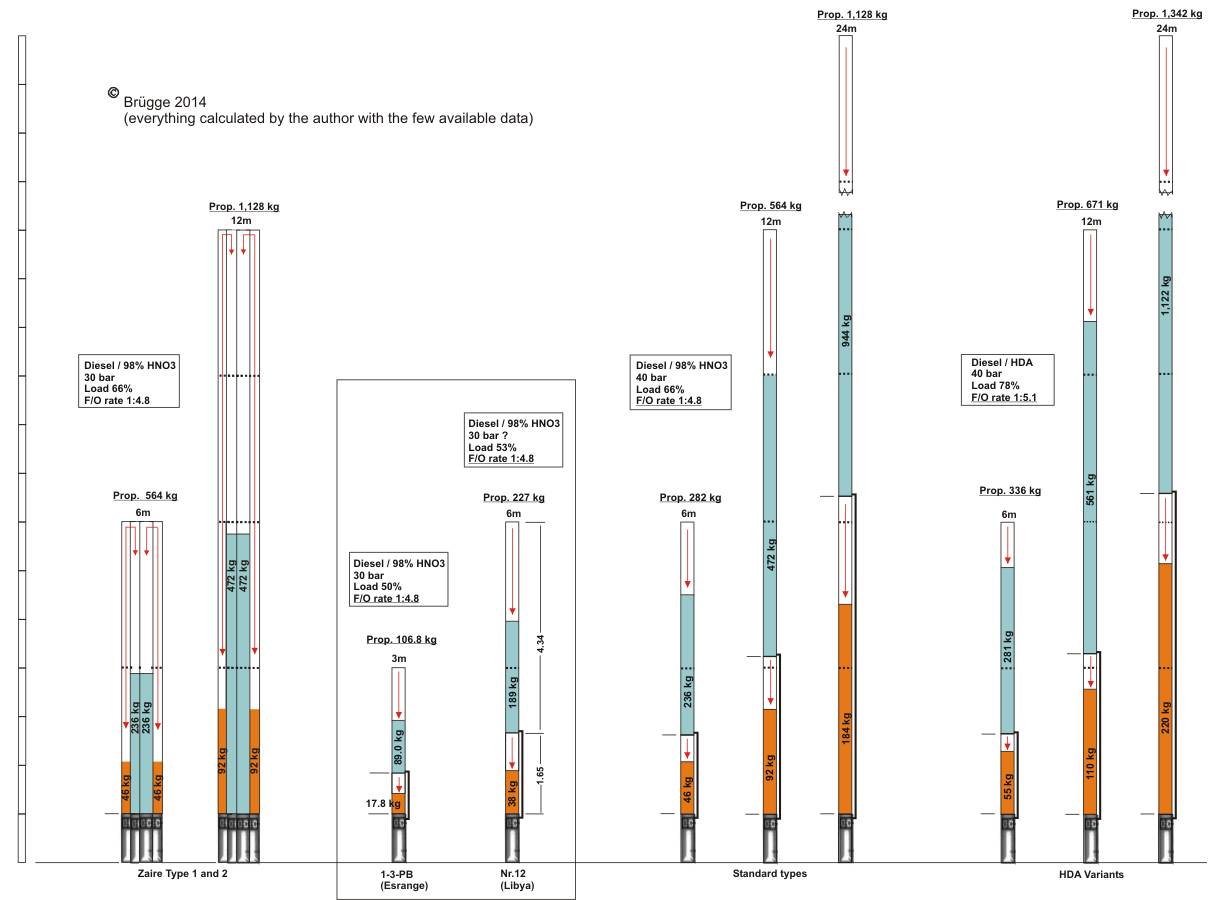 Prop. 1,128 kg
24m
Prop. 1,342 kg
24m
©
Brügge 2014
(everything calculated by the author with the few available data)
Prop. 1,128 kg
12m
Prop. 564 kg
12m
Prop. 671 kg
12m
Diesel / 98% HNO3
30 bar
Load 66%
F/O rate 1:4.8
Diesel / 98% HNO3
40 bar
Load 66%
F/O rate 1:4.8
Diesel / HDA
40 bar
Load 78%
F/O rate 1:5.1
Diesel / 98% HNO3
30 bar ?
Load 53%
F/O rate 1:4.8
Diesel / 98% HNO3
30 bar
Load 50%
F/O rate 1:4.8
Prop. 564 kg
6m
Prop. 227 kg
6m
Prop. 282 kg
6m
Prop. 336 kg
6m
Prop. 106.8 kg
3m
46 kg
236 kg
236 kg
46 kg
92 kg
472 kg
472 kg
92 kg
89.0 kg
17.8 kg
189 kg
38 kg
4.34
1.65
236 kg
46 kg
472 kg
92 kg
944 kg
184 kg
281 kg
55 kg
561 kg
110 kg
1,122 kg
220 kg
Zaire Type 1 and 2
1-3-PB
(Esrange)
Nr.12
(Libya)
Standard types
HDA Variants